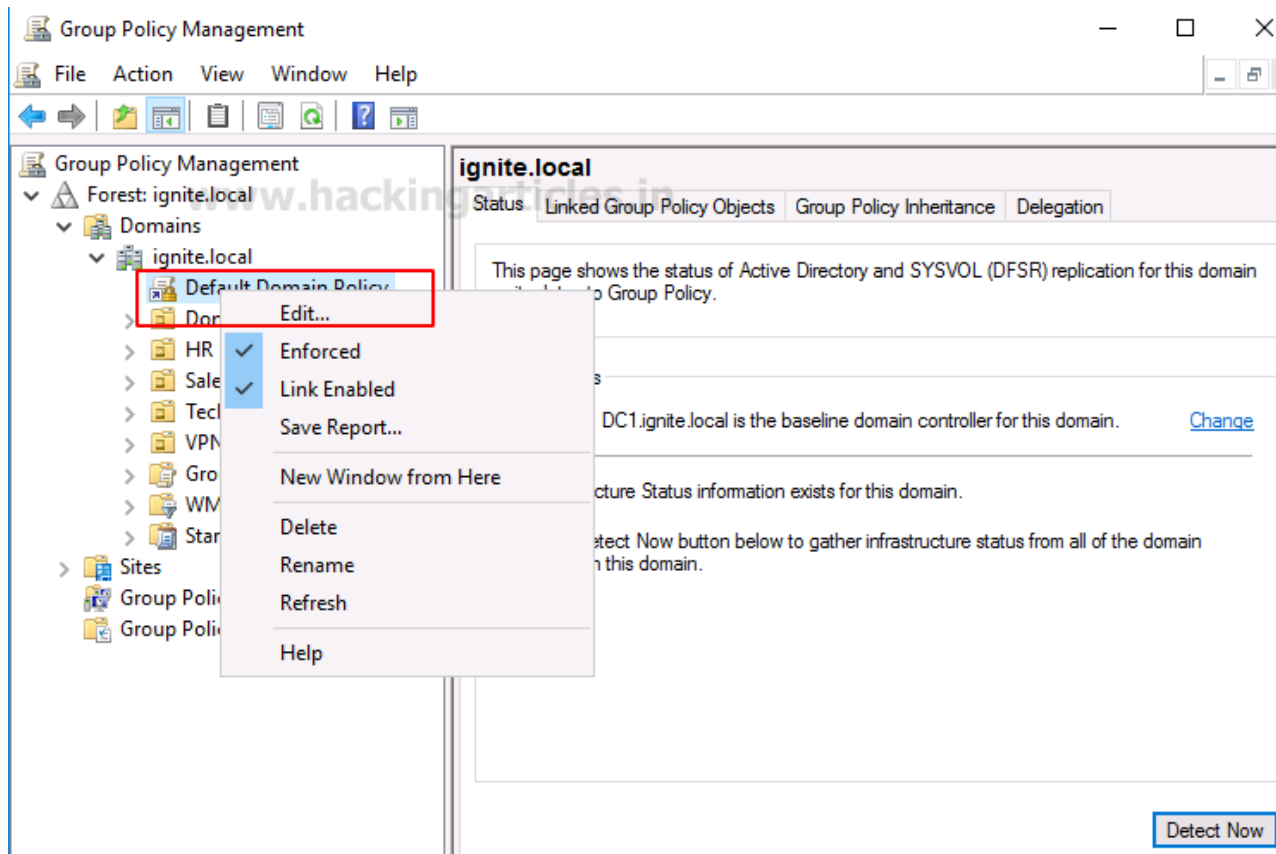 Group Policy Management
File Action View Window Help
Group Policy Management
Forest: ignite.local
Domains
ignite.local
Default Domain Policy
HR
VPN
Sites
Edit...
Enforced
Link Enabled
Save Report...
New Window from Here
Delete
Rename
Refresh
Help
ignite.local
Status Linked Group Policy Objects Group Policy Inheritance Delegation
This page shows the status of Active Directory and SYSVOL (DFSR) replication for this domain
to Group Policy.
DC1.ignite.local is the baseline domain controller for this domain. Change
Status information exists for this domain.
Now button below to gather infrastructure status from all of the domain
this domain.
Detect Now
www.hackingarticles.in